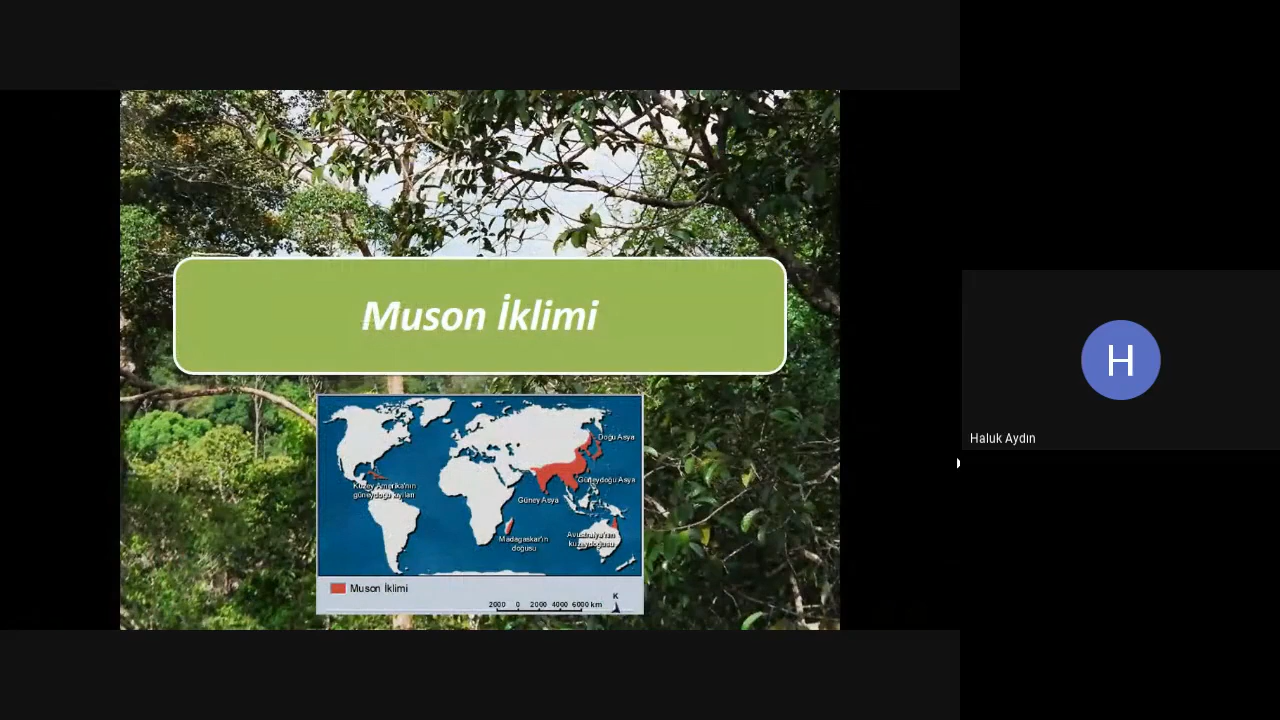 Muson İklimi
Doğu Asya
Kuzey Amerika'nın
güneydoğu kıyıları
Güneydoğu Asya
Güney Asya
Madagaskar'ın
doğusu
Avustralya'nın
kuzeydoğusu
Muson İklimi
K
2000 0 2000 4000 6000 km
H
Haluk Aydın